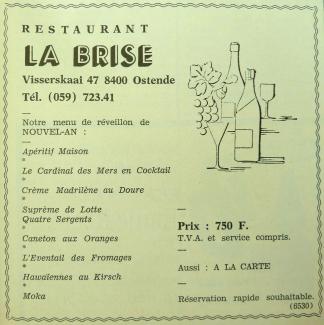 RESTAURANT
LA BRISE
Visserskaai 47 8400 Ostende
Tél. (059) 723.41
—
Notre menu de réveillon de
NOUVEL-AN :
—
Apéritif Maison
*
Le Cardinal des Mers en Cocktail
*
Crème Madrilène au Doure
*
Suprème de Lotte
Quatre Sergents
*
Caneton aux Oranges
*
L'Eventail des Fromages
*
Hawaïennes au Kirsch
*
Moka
—
Prix : 750 F.
T.V.A. et service compris.
—
Aussi : A LA CARTE
—
Réservation rapide souhaitable.
(6530)